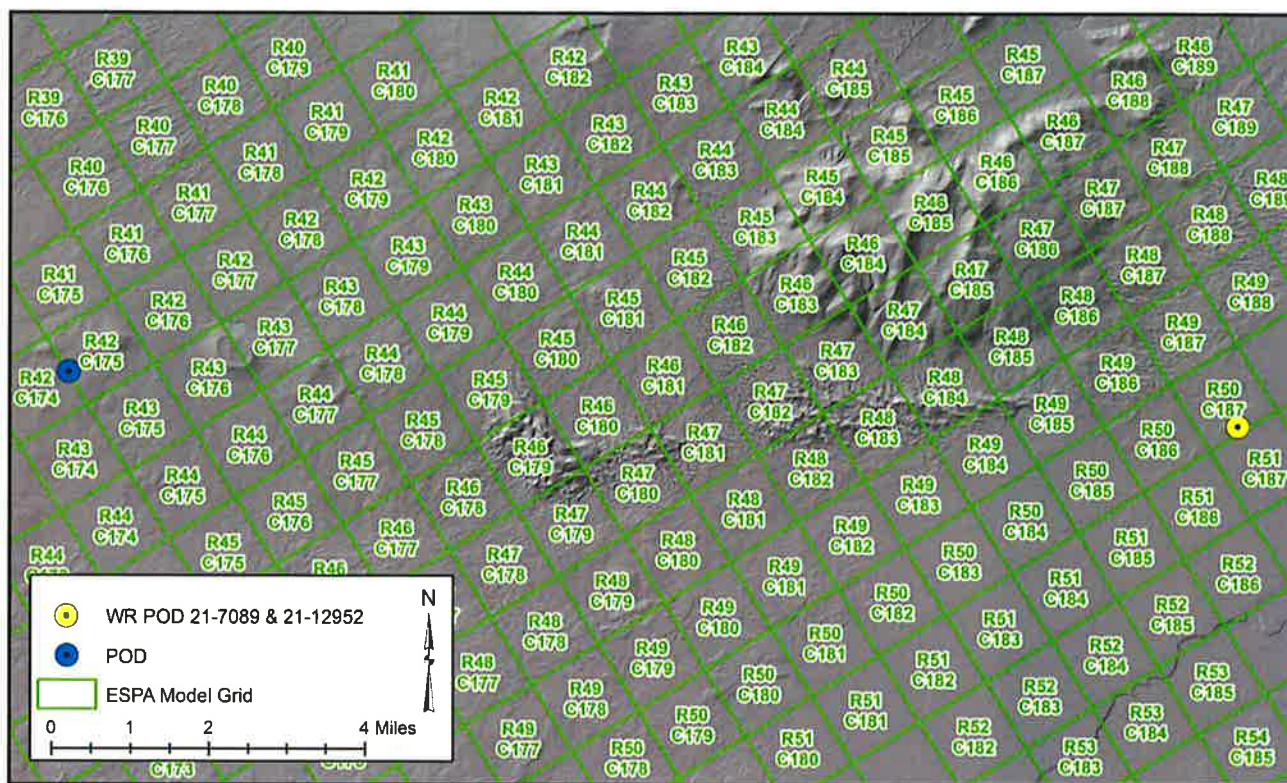 R39
C177
R40
C179
R42
C182
R43
C184
R45
C187
R46
C189
R39
C176
R40
C178
R41
C180
R43
C183
R44
C185
R46
C188
R40
C177
R41
C179
R42
C181
R44
C184
R45
C186
R47
C189
R40
C176
R41
C178
R42
C180
R43
C182
R45
C185
R46
C187
R41
C177
R42
C179
R43
C181
R44
C183
R46
C186
R47
C188
R48
R41
C176
R42
C178
R43
C180
R44
C182
R45
C184
R46
C185
R47
C187
R48
C188
R41
C175
R42
C177
R43
C179
R44
C181
R45
C183
R46
C184
R47
C186
R48
C187
R49
C188
R42
C176
R43
C178
R44
C180
R45
C182
R46
C183
R47
C185
R48
C186
R42
C175
R43
C177
R44
C179
R45
C181
R46
C182
R47
C184
R49
C187
R42
C174
R43
C176
R44
C178
R45
C180
R47
C183
R48
C185
R49
C186
R50
C187
R43
C175
R44
C177
R45
C179
R46
C181
R47
C182
R48
C184
R49
C185
R50
C186
R43
C174
R44
C176
R45
C178
R46
C180
R47
C181
R48
C183
R49
C184
R51
C187
R44
C175
R45
C177
R46
C179
R47
C180
R48
C182
R49
C183
R50
C185
R51
C186
R44
C174
R45
C176
R46
C178
R47
C179
R48
C181
R49
C182
R50
C184
R51
C185
R52
C186
R44
R45
C175
R46
C177
R48
C180
R50
C183
R46
R47
C178
R48
C179
R49
C181
R50
C182
R51
C184
R52
C185
R48
C178
R49
C180
R50
C181
R51
C183
R52
C184
R53
C185
R48
C177
R49
C179
R50
C180
R51
C182
R52
C183
R49
C178
R51
C181
R53
C184
R49
C177
R50
C179
R52
C182
R54
C185
R50
C178
R51
C180
R53
C183
C173
WR POD 21-7089 & 21-12952
POD
ESPA Model Grid
N
0 2 4 Miles